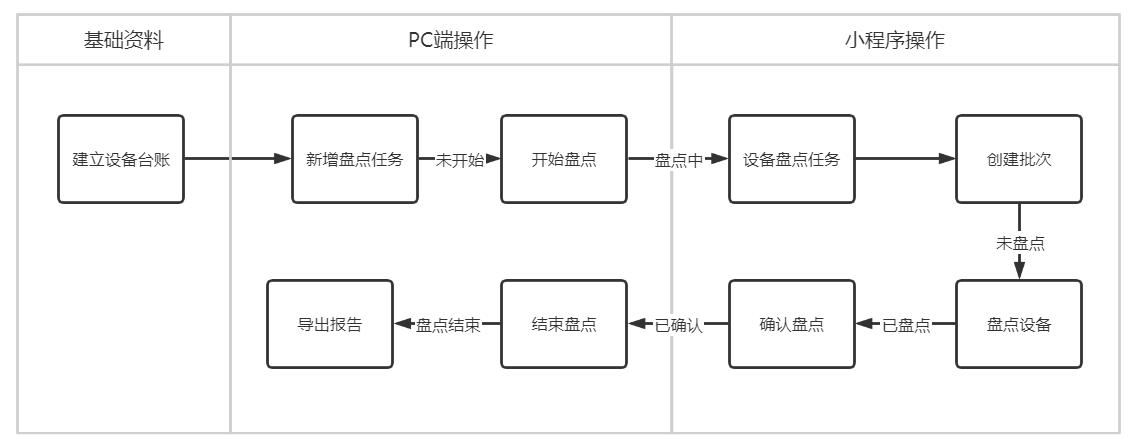 基础资料
PC端操作
小程序操作
建立设备台账
新增盘点任务
未开始
开始盘点
盘点中
设备盘点任务
创建批次
未盘点
导出报告
盘点结束
结束盘点
已确认
确认盘点
已盘点
盘点设备